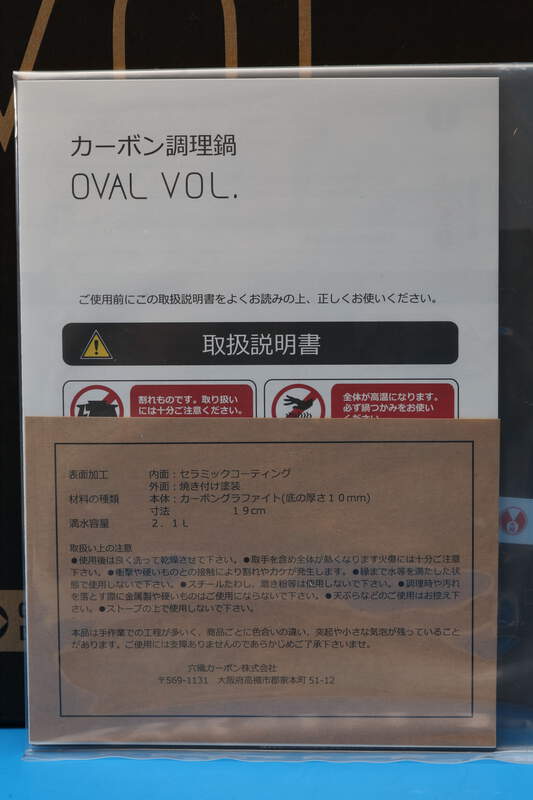 カーボン調理鍋
OVAL VOL.
ご使用前にこの取扱説明書をよくお読みの上、正しくお使いください。
取扱説明書
割れものです。取り扱い
には十分ご注意ください。
全体が高温になります。
必ず鍋つかみをお使い
ください。
表面加工 内面：セラミックコーティング
外面：焼き付け塗装
材料の種類 本体：カーボングラファイト(底の厚さ１０mm)
寸法 １９cm
満水容量 ２．１L
取扱い上の注意
●使用後は良く洗って乾燥させて下さい。●取手を含め全体が熱くなります火傷には十分ご注意
下さい。●衝撃や硬いものとの接触により割れやカケが発生します。●縁まで水等を満たした状
態で使用しないで下さい。●スチールたわし、磨き粉等は使用しないで下さい。●調理時や汚れ
を落とす際に金属製や硬いものはご使用にならないで下さい。●天ぷらなどのご使用はお控え下
さい。●ストーブの上で使用しないで下さい。
本品は手作業での工程が多いく、商品ごとに色合いの違い、突起や小さな気泡が残っていること
があります。ご使用には支障ありませんのであらかじめご了承下さいませ。
穴織カーボン株式会社
〒569-1131 大阪府高槻市郡家本町 51-12